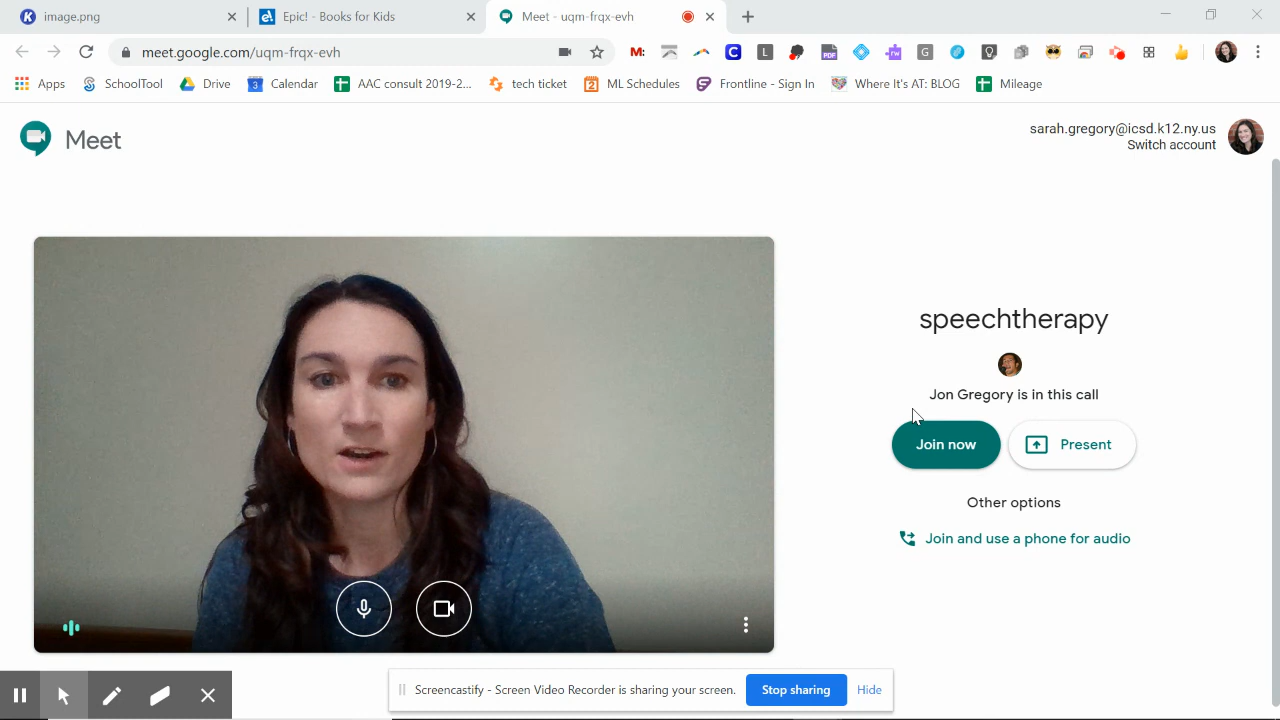 image.png
Epic! - Books for Kids
Meet - uqm-frqx-evh
meet.google.com/uqm-frqx-evh
Apps
SchoolTool
Drive
Calendar
AAC consult 2019-2...
tech ticket
ML Schedules
Frontline - Sign In
Where It's AT: BLOG
Mileage
Meet
sarah.gregory@icsd.k12.ny.us
Switch account
speechtherapy
Jon Gregory is in this call
Join now
Present
Other options
Join and use a phone for audio
Screencastify - Screen Video Recorder is sharing your screen.
Stop sharing
Hide